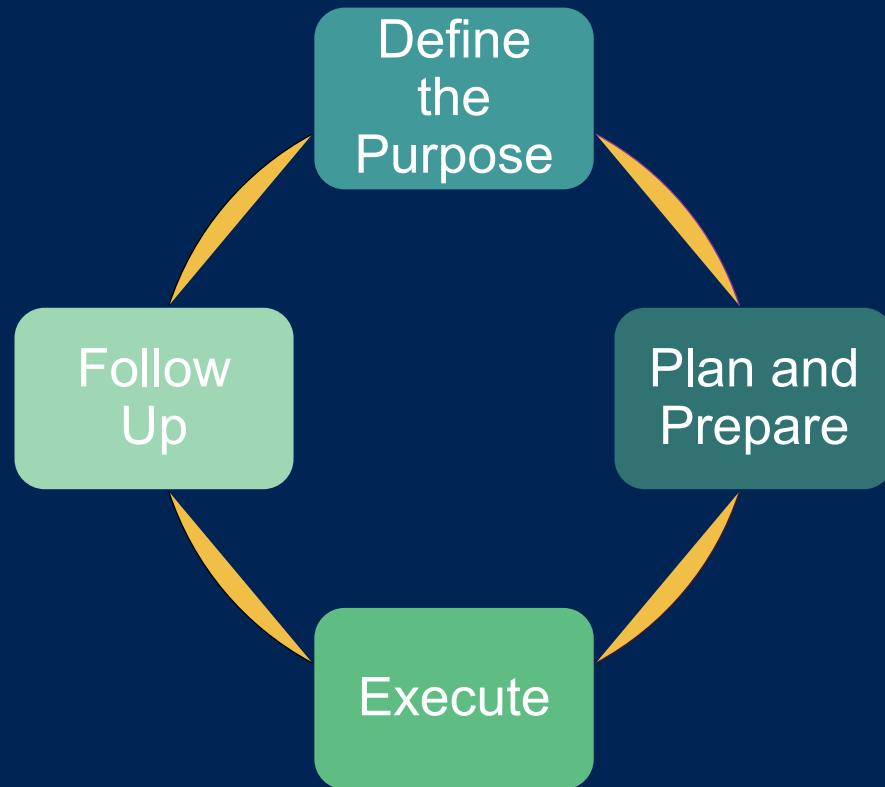 Define
the
Purpose
Plan and
Prepare
Execute
Follow
Up